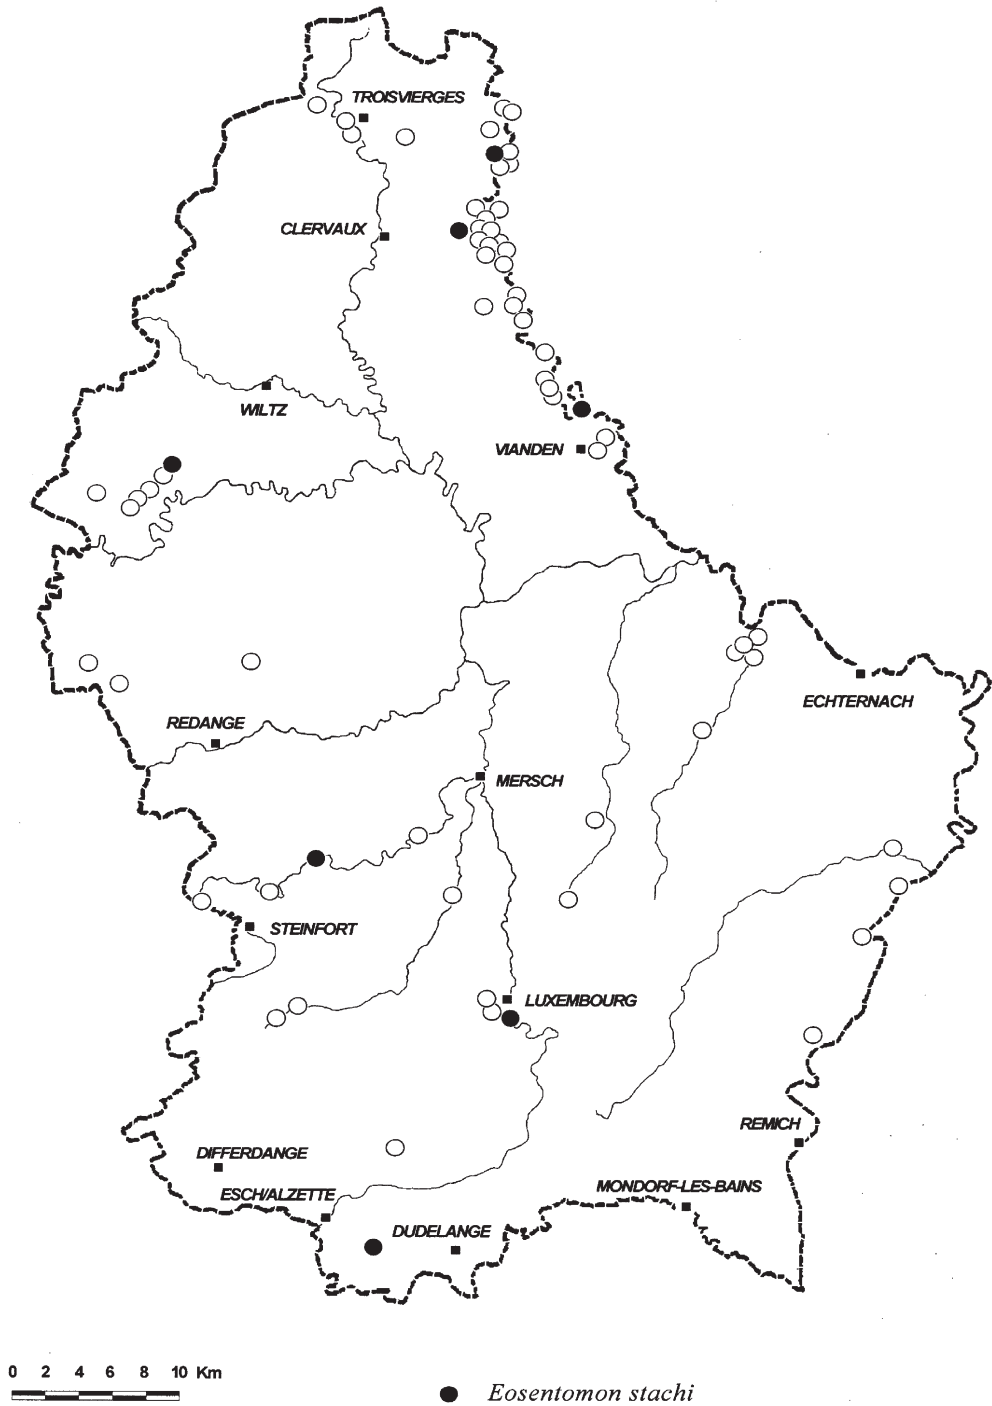 TROISVIERGES
CLERVAUX
WILTZ
VIANDEN
ECHTERNACH
REDANGE
MERSCH
STEINFORT
LUXEMBOURG
REMICH
DIFFERDANGE
ESCH/ALZETTE
MONDORF-LES-BAINS
DUDELANGE
0 2 4 6 8 10 Km
Eosentomon stachi